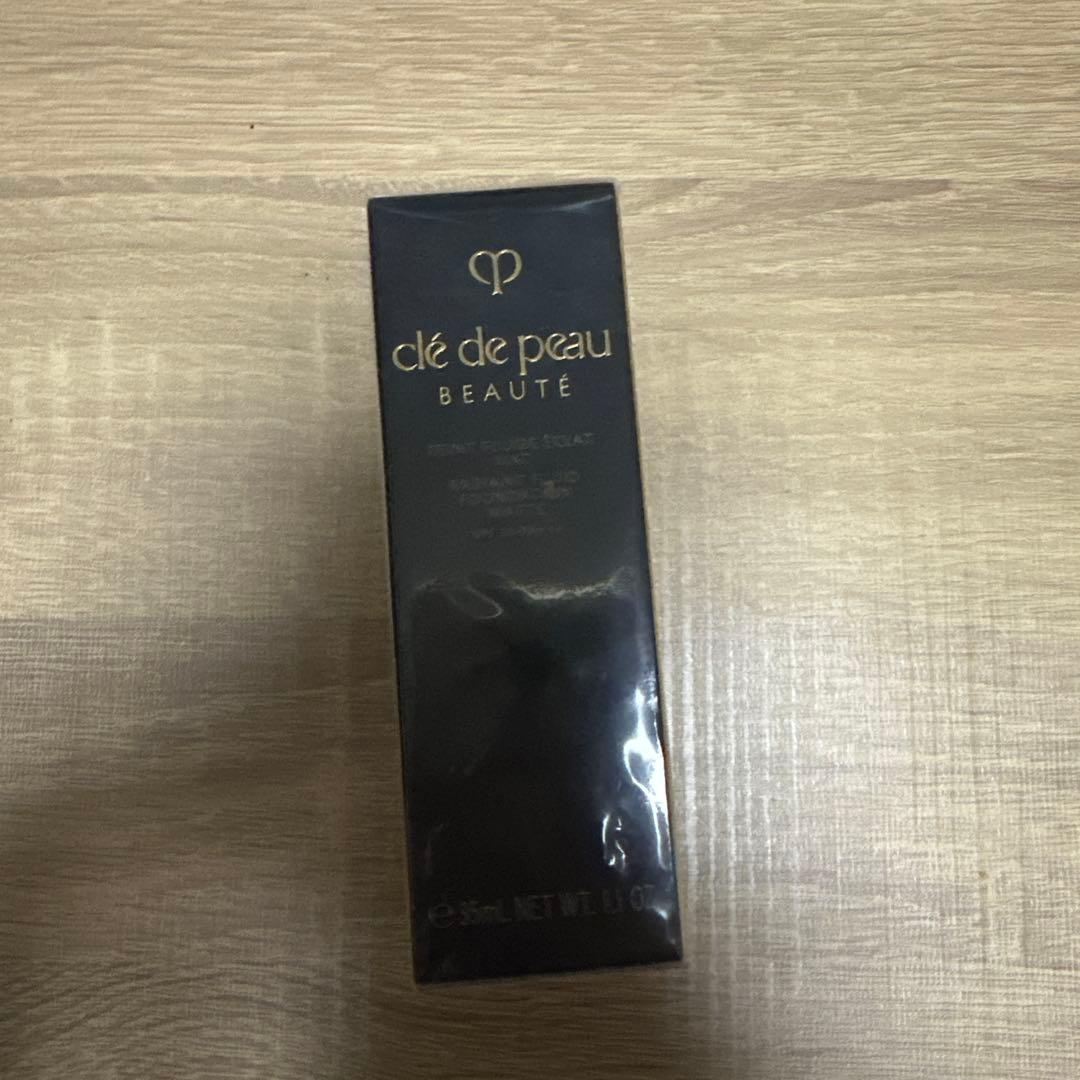 clé de peau
BEAUTÉ
TEINT FLUIDE ÉCLAT
MAT
RADIANT FLUID
FOUNDATION
MATTE
e 35mL NET WT. 1.1 OZ.